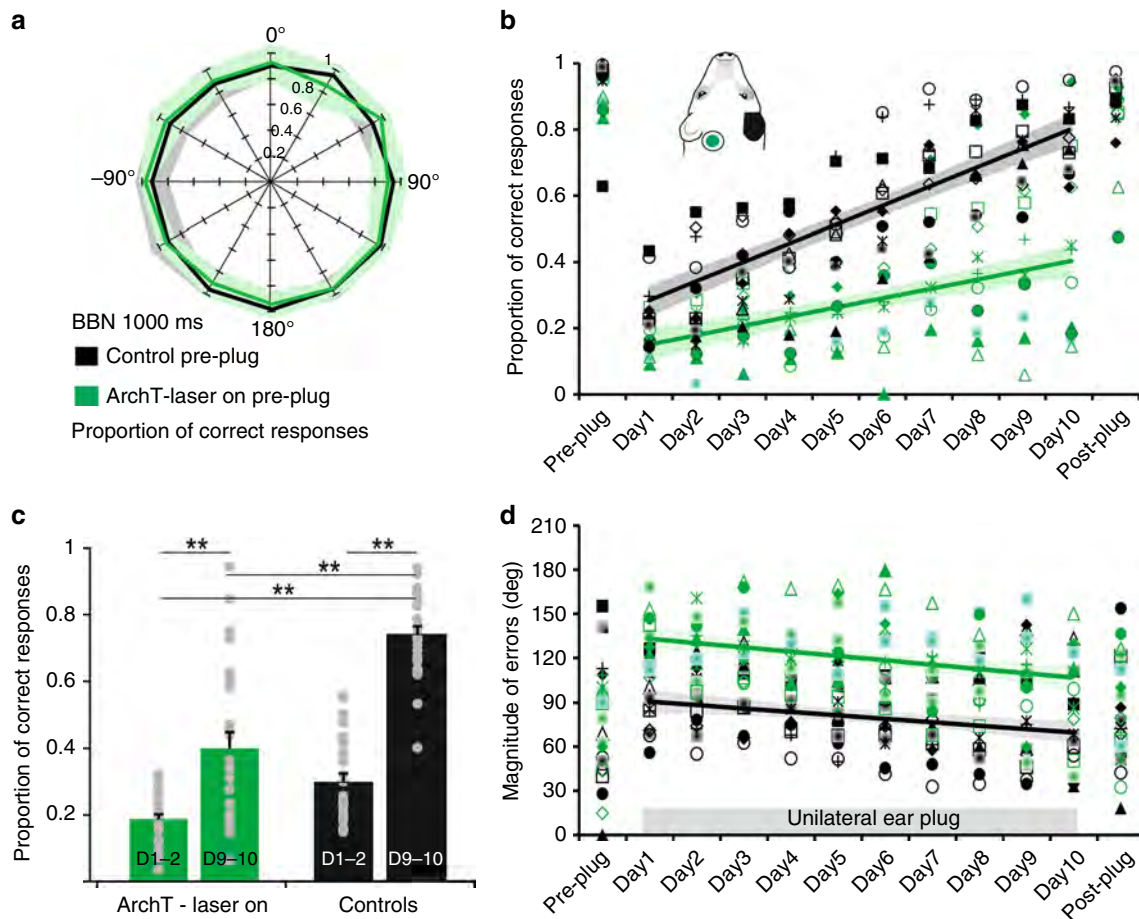 a
0°
1
0.8
0.6
0.4
0.2
–90°
90°
180°
BBN 1000 ms
Control pre-plug
ArchT-laser on pre-plug
Proportion of correct responses
b
Proportion of correct responses
1
0.8
0.6
0.4
0.2
0
Pre-plug
Day1
Day2
Day3
Day4
Day5
Day6
Day7
Day8
Day9
Day10
Post-plug
c
Proportion of correct responses
1
0.8
0.6
0.4
0.2
**
**
**
**
D1–2
D9–10
D1–2
D9–10
ArchT - laser on
Controls
d
Magnitude of errors (deg)
210
180
150
120
90
60
30
0
Unilateral ear plug
Pre-plug
Day1
Day2
Day3
Day4
Day5
Day6
Day7
Day8
Day9
Day10
Post-plug